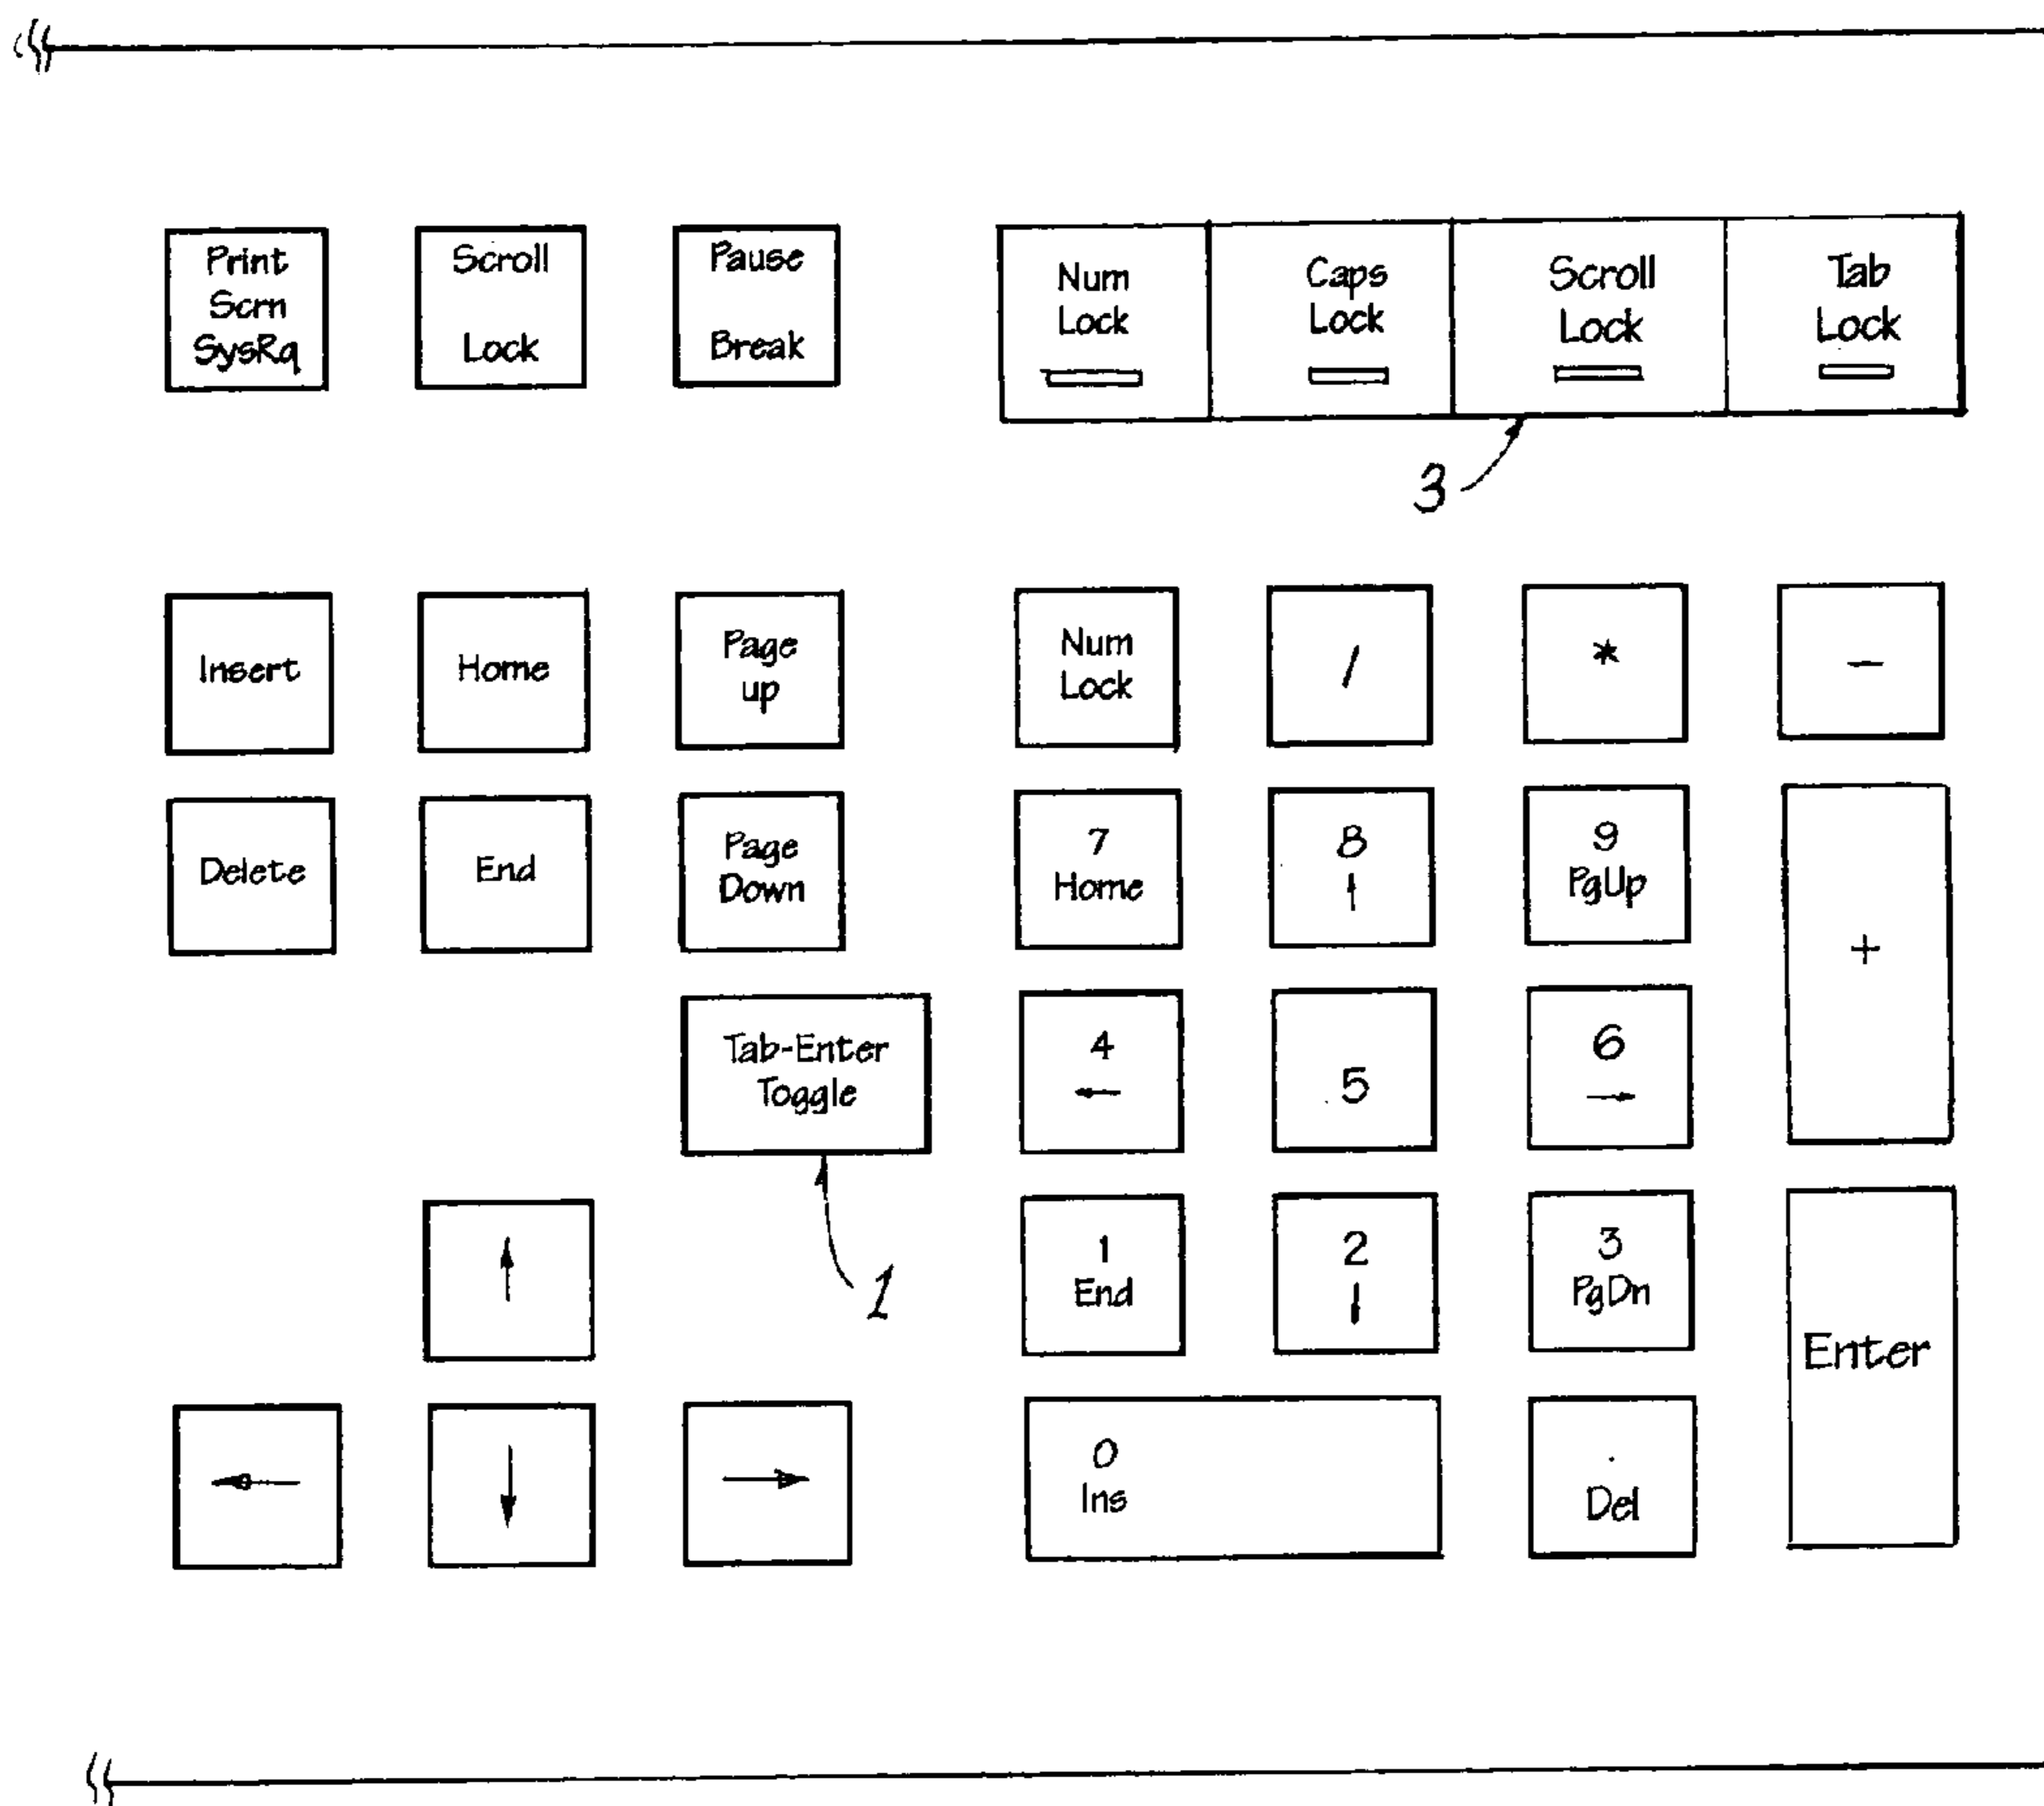 Print
Scrn
SysRq
Scroll
Lock
Pause
Break
Num
Lock
Caps
Lock
Scroll
Lock
Tab
Lock
3
Insert
Home
Page
up
Num
Lock
/
*
−
Delete
End
Page
Down
7
Home
8
↑
9
PgUp
+
Tab-Enter
Toggle
4
←
5
6
→
1
↑
1
End
2
3
PgDn
Enter
←
↓
→
0
Ins
.
Del